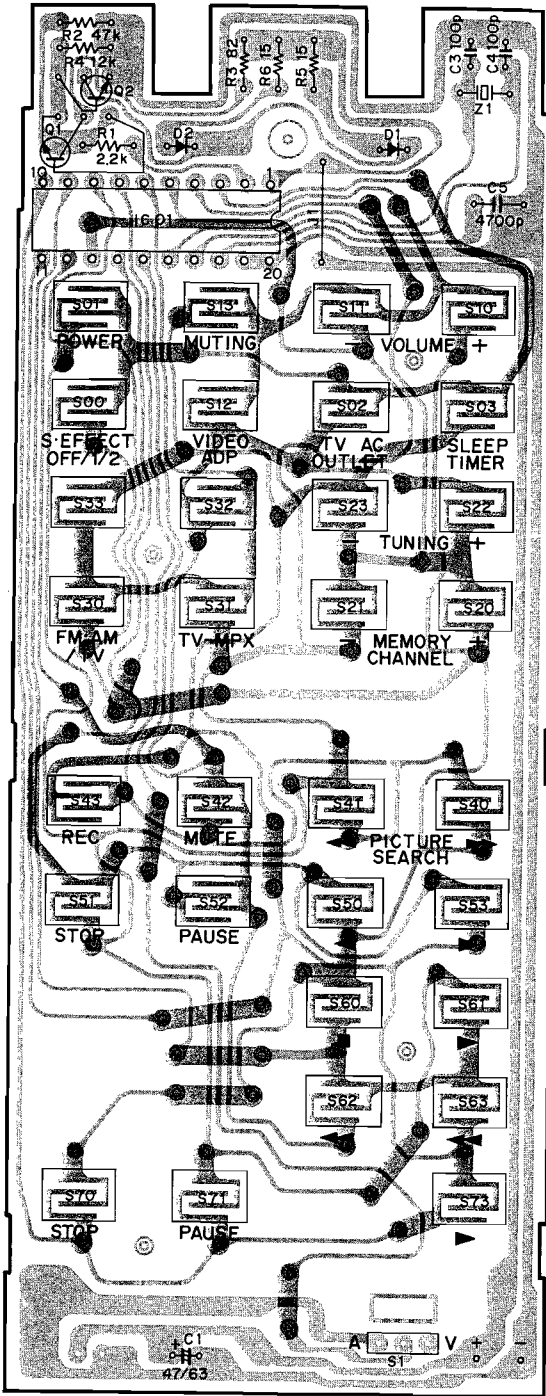 R2 47k
R4 12k
Q2
Q1
R1
2.2k
D2
R3 82
R6 15
R5 15
C3 100p
C4 100p
Z1
D1
C5
4700p
10 1
11 20
S01 S13 S11 S10
POWER MUTING - VOLUME +
S00 S12 S02 S03
S·EFFECT
OFF/1/2
VIDEO
ADP
TV AC
OUTLET
SLEEP
TIMER
S33 S32 S23 S22
- TUNING +
S30 S31 S21 S20
FM~AM
/TV
TV~MPX
- MEMORY +
CHANNEL
S43 S42 S41 S40
REC MUTE
◀ PICTURE ▶
SEARCH
S51 S52 S50 S53
STOP PAUSE ◀ ▶
S60 S61
■ ▶
S62 S63
◀◀
S70 S71 S73
STOP PAUSE ▶
C1
+
47/63
A V + -
S1